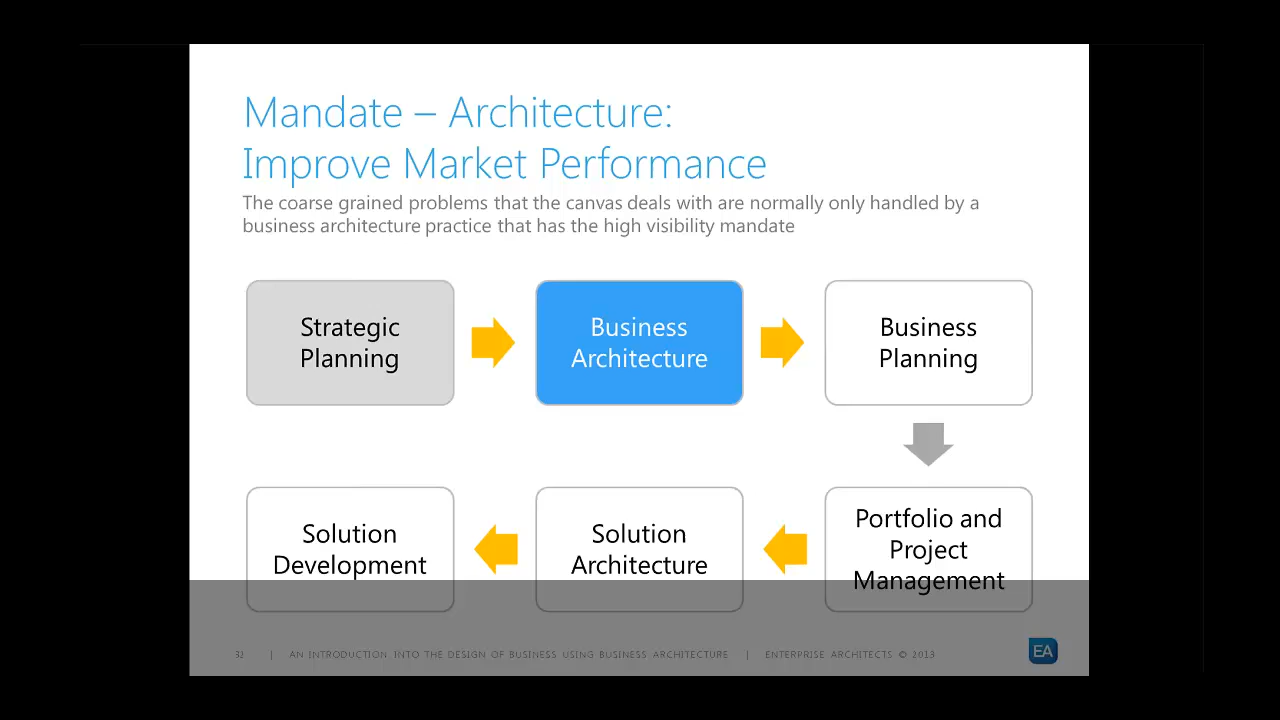 Mandate – Architecture:
Improve Market Performance
The coarse grained problems that the canvas deals with are normally only handled by a
business architecture practice that has the high visibility mandate
Strategic
Planning
Business
Architecture
Business
Planning
Solution
Development
Solution
Architecture
Portfolio and
Project
Management
32 | AN INTRODUCTION INTO THE DESIGN OF BUSINESS USING BUSINESS ARCHITECTURE | ENTERPRISE ARCHITECTS © 2013
EA